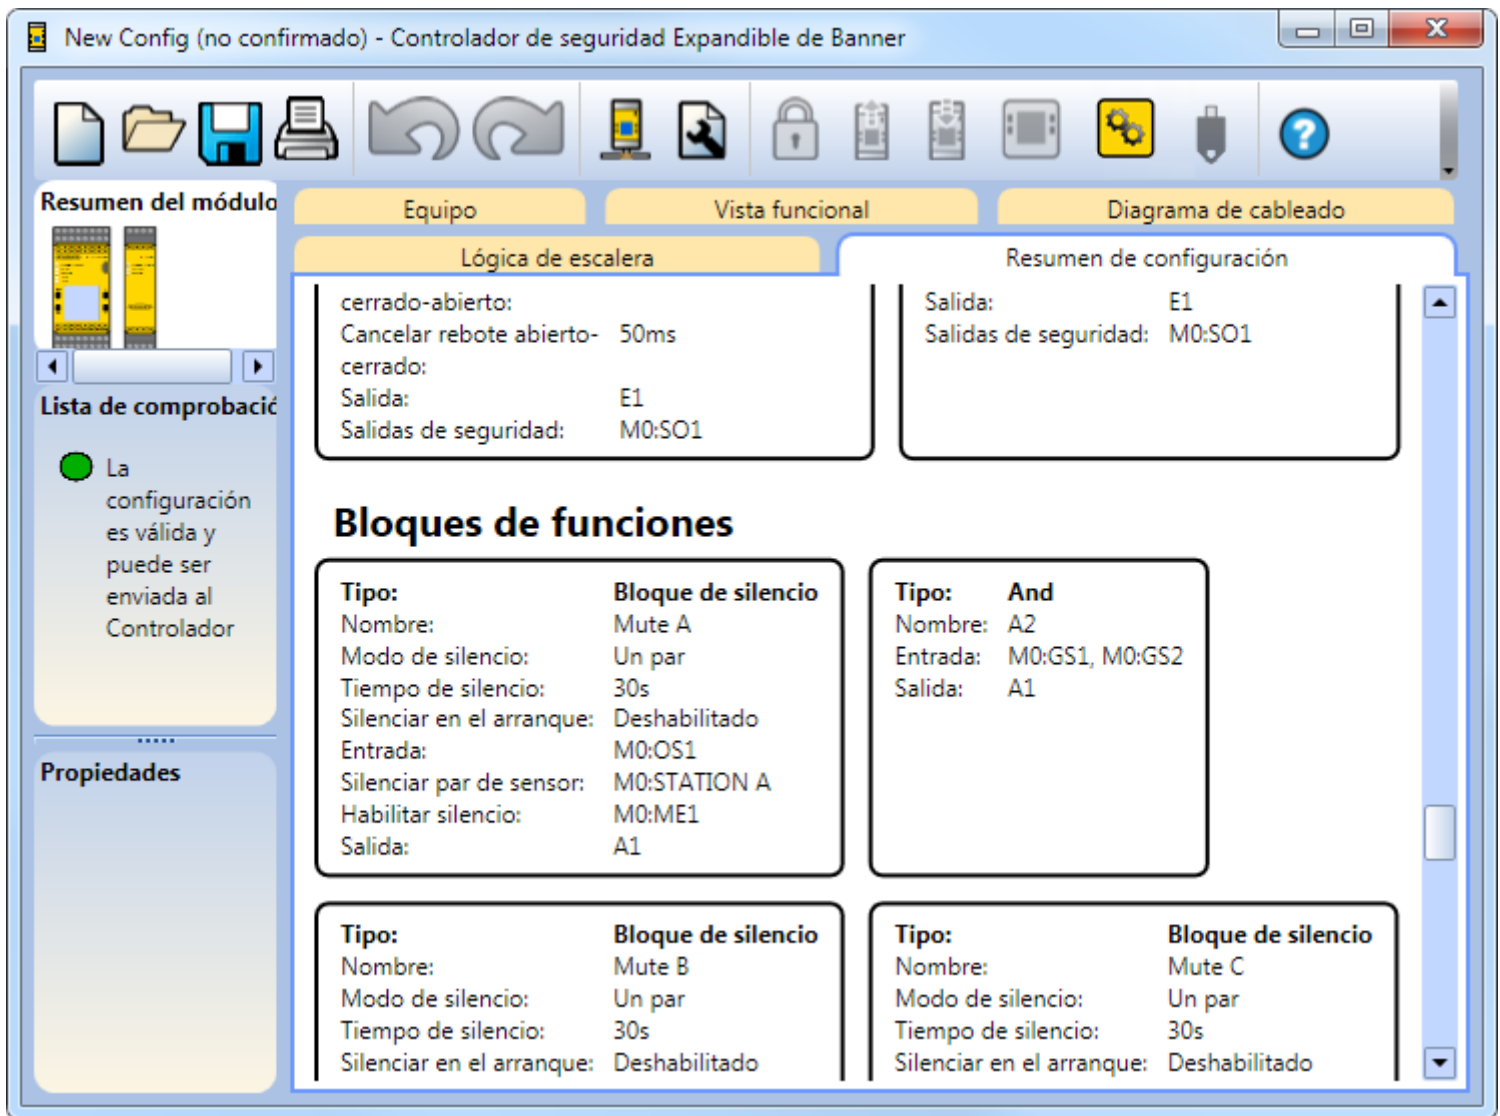 New Config (no confirmado) - Controlador de seguridad Expandible de Banner
Resumen del módulo
Equipo
Vista funcional
Diagrama de cableado
Lógica de escalera
Resumen de configuración
Lista de comprobació
La
configuración
es válida y
puede ser
enviada al
Controlador
Propiedades
cerrado-abierto:
Cancelar rebote abierto- 50ms
cerrado:
Salida: E1
Salidas de seguridad: M0:SO1
Salida: E1
Salidas de seguridad: M0:SO1
Bloques de funciones
Tipo: Bloque de silencio
Nombre: Mute A
Modo de silencio: Un par
Tiempo de silencio: 30s
Silenciar en el arranque: Deshabilitado
Entrada: M0:OS1
Silenciar par de sensor: M0:STATION A
Habilitar silencio: M0:ME1
Salida: A1
Tipo: And
Nombre: A2
Entrada: M0:GS1, M0:GS2
Salida: A1
Tipo: Bloque de silencio
Nombre: Mute B
Modo de silencio: Un par
Tiempo de silencio: 30s
Silenciar en el arranque: Deshabilitado
Tipo: Bloque de silencio
Nombre: Mute C
Modo de silencio: Un par
Tiempo de silencio: 30s
Silenciar en el arranque: Deshabilitado